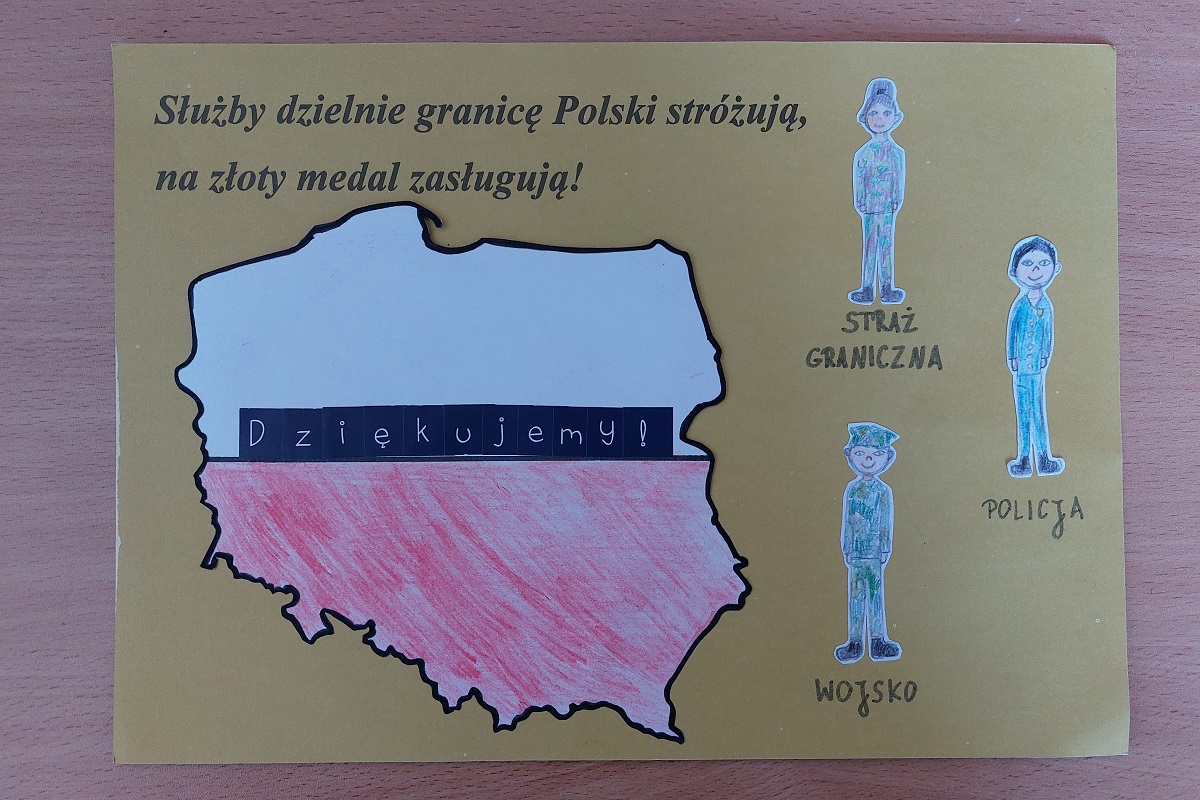 Służby dzielnie granicę Polski stróżują,
na złoty medal zasługują!
Dziękujemy!
STRAŻ
GRANICZNA
POLICJA
WOJSKO